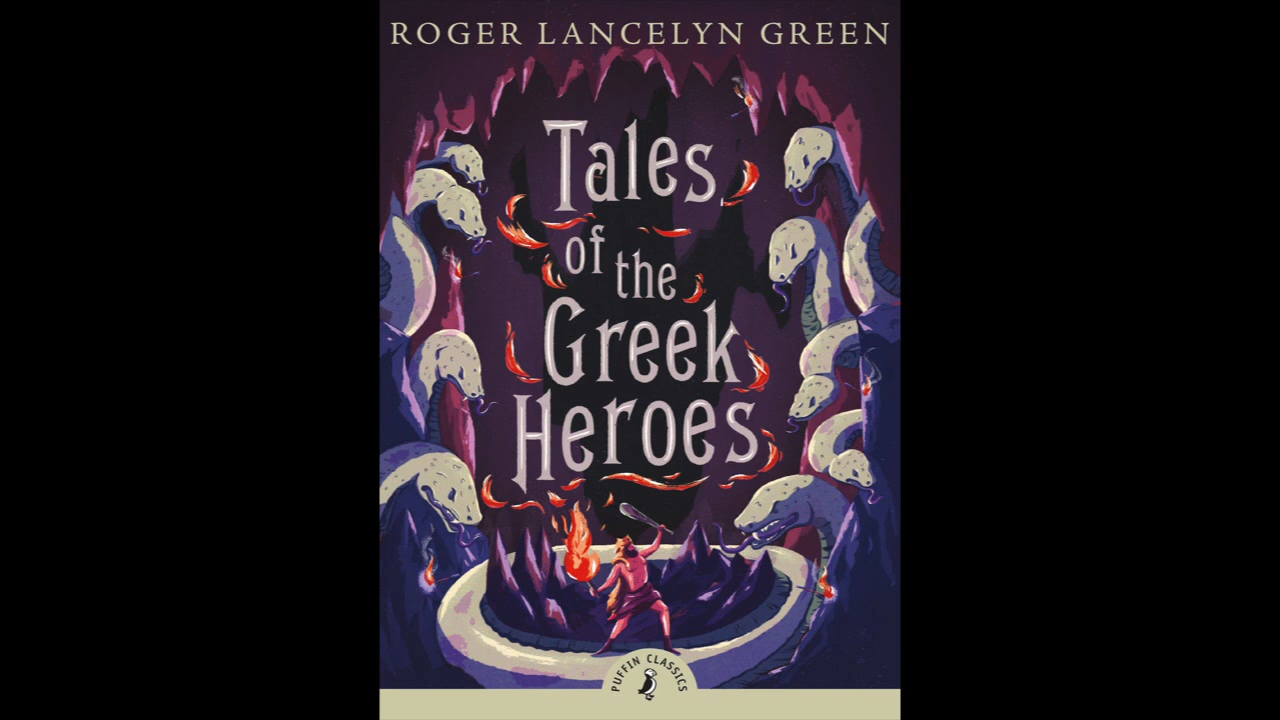 ROGER LANCELYN GREEN
Tales
of the
Greek
Heroes
PUFFIN CLASSICS